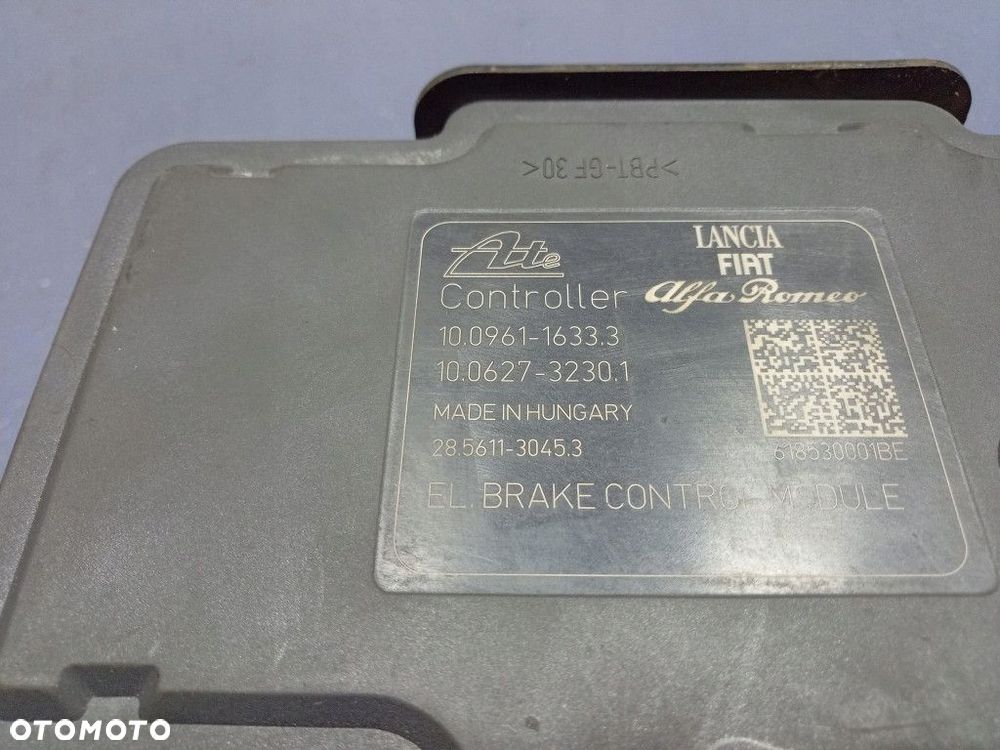 >PBT-GF 30<
Ate
LANCIA
FIAT
Controller Alfa Romeo
10.0961-1633.3
10.0627-3230.1
MADE IN HUNGARY
28.5611-3045.3 618530001BE
EL. BRAKE CONTROL MODULE
OTOMOTO